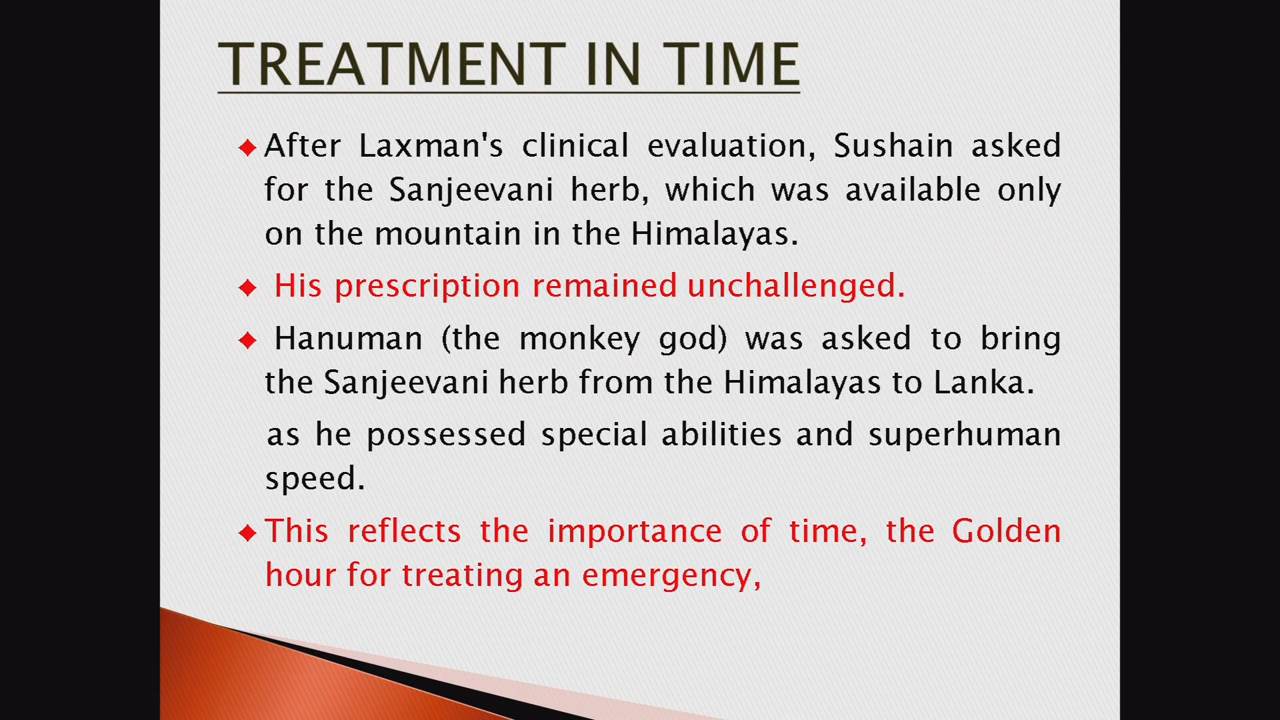 TREATMENT IN TIME
After Laxman's clinical evaluation, Sushain asked
for the Sanjeevani herb, which was available only
on the mountain in the Himalayas.
His prescription remained unchallenged.
Hanuman (the monkey god) was asked to bring
the Sanjeevani herb from the Himalayas to Lanka.
as he possessed special abilities and superhuman
speed.
This reflects the importance of time, the Golden
hour for treating an emergency,